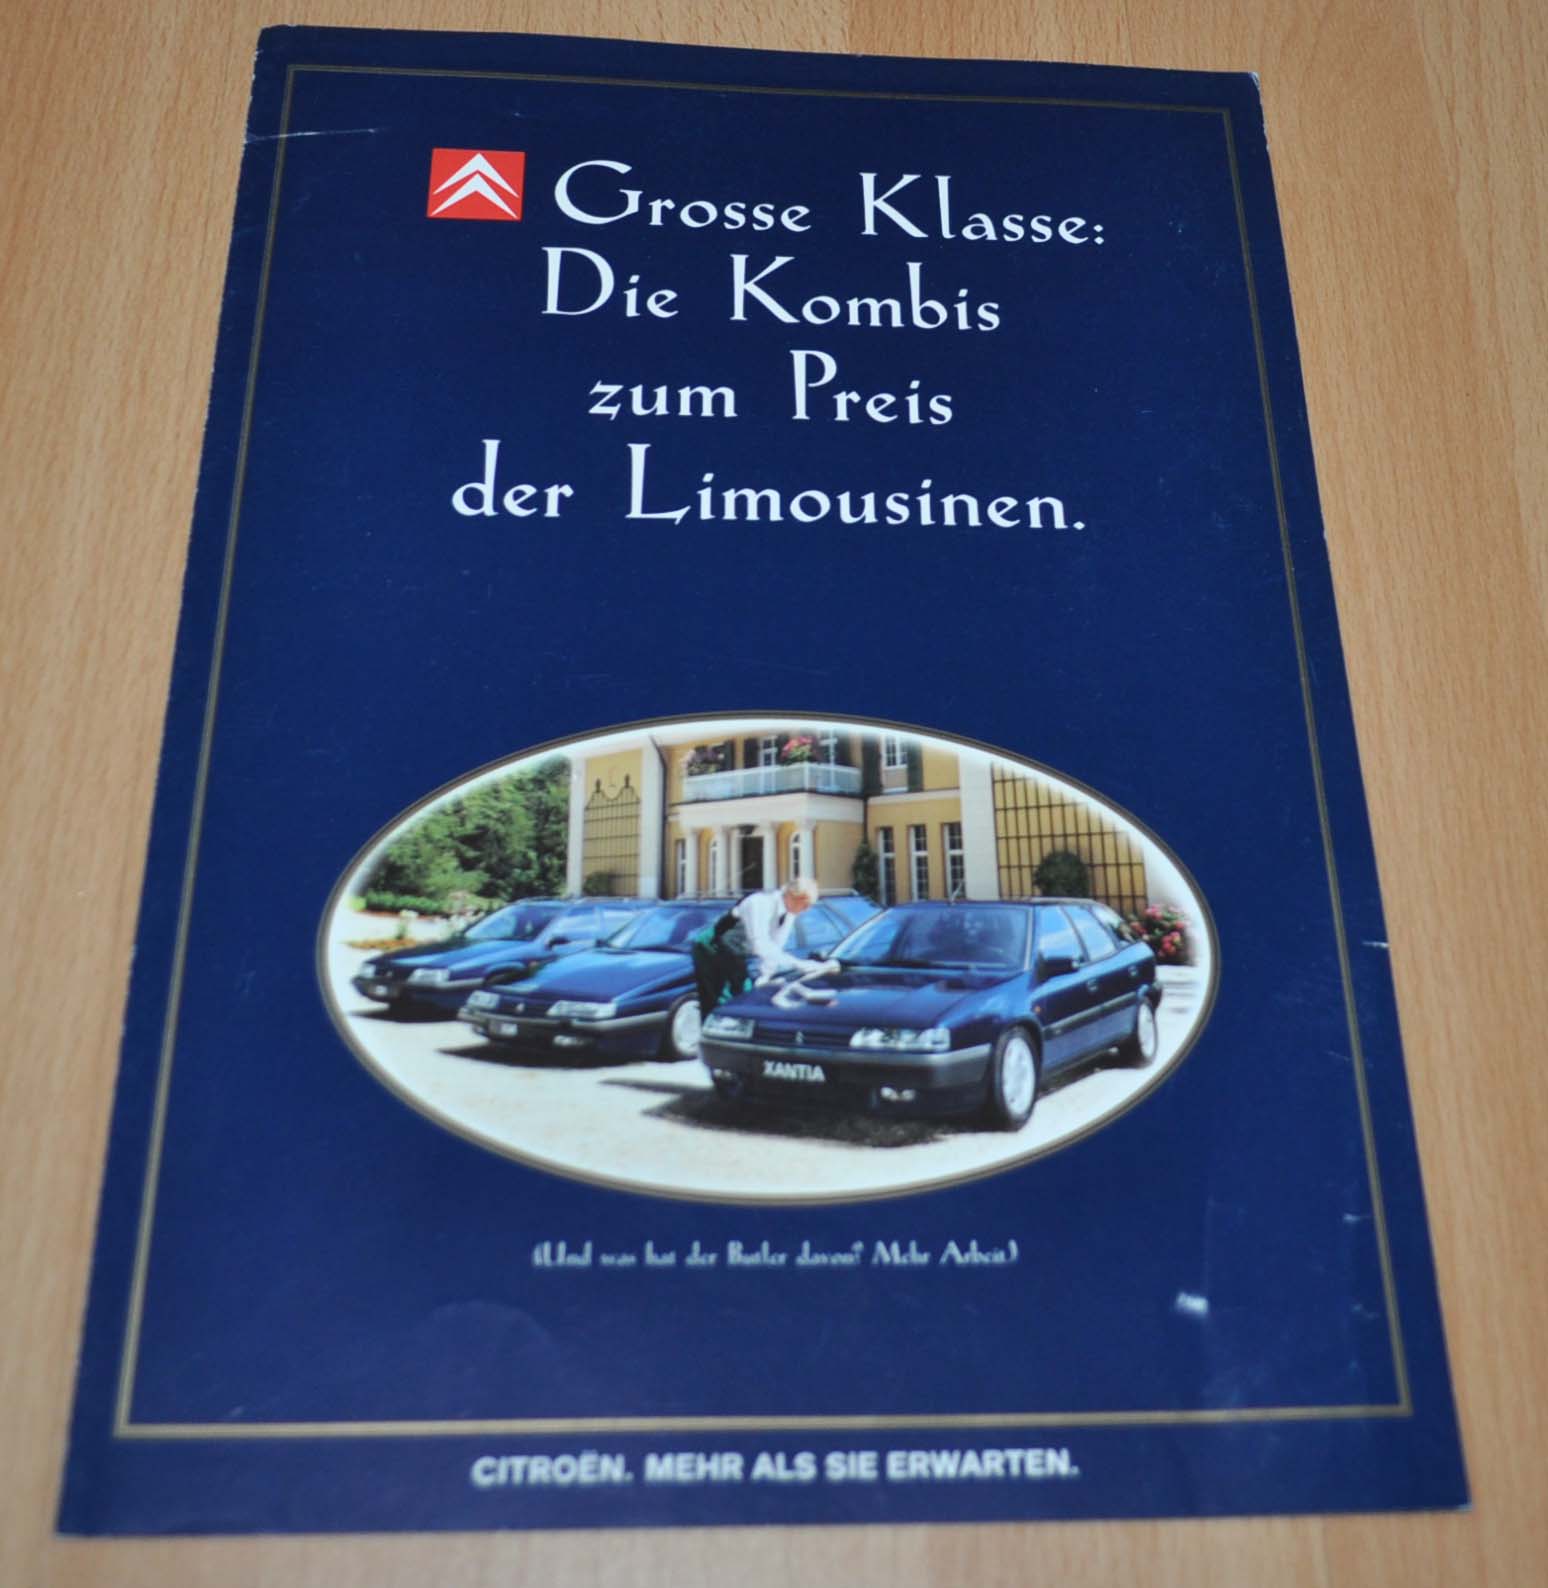 Grosse Klasse:
Die Kombis
zum Preis
der Limousinen.
XANTIA
(Und was hat der Butler davon? Mehr Arbeit.)
CITROËN. MEHR ALS SIE ERWARTEN.